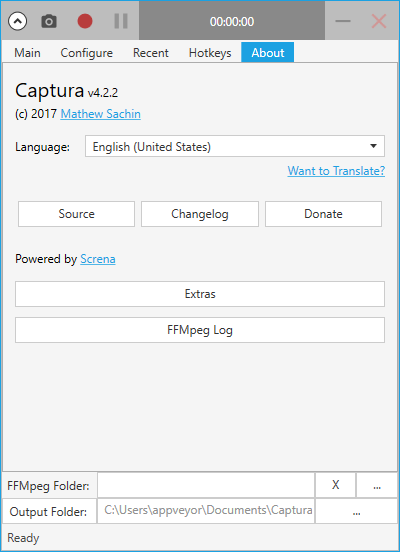 00:00:00
Main Configure Recent Hotkeys About
Captura v4.2.2
(c) 2017 Mathew Sachin
Language: English (United States)
Want to Translate?
Source Changelog Donate
Powered by Screna
Extras
FFMpeg Log
FFMpeg Folder: X ...
Output Folder: C:\Users\appveyor\Documents\Captura ...
Ready